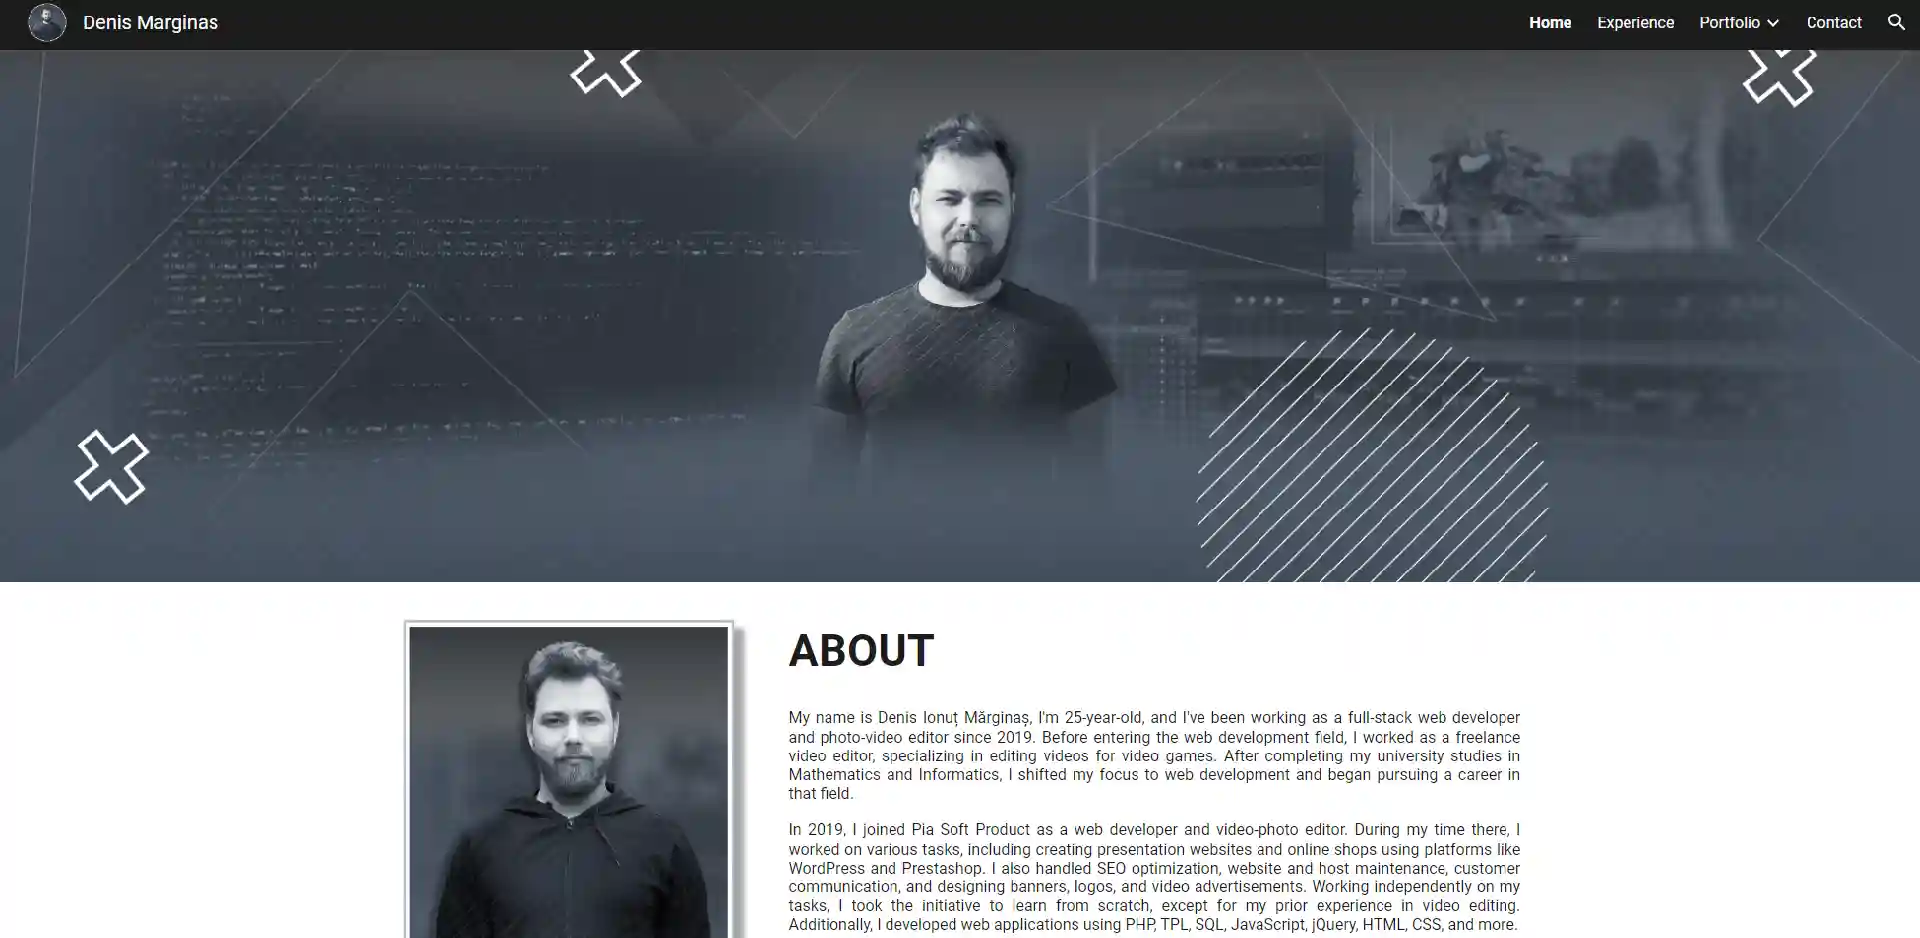 Denis Marginas
Home Experience Portfolio Contact
ABOUT
My name is Denis Ionuț Mărginaș, I'm 25-year-old, and I've been working as a full-stack web developer
and photo-video editor since 2019. Before entering the web development field, I worked as a freelance
video editor, specializing in editing videos for video games. After completing my university studies in
Mathematics and Informatics, I shifted my focus to web development and began pursuing a career in
that field.
In 2019, I joined Pia Soft Product as a web developer and video-photo editor. During my time there, I
worked on various tasks, including creating presentation websites and online shops using platforms like
WordPress and Prestashop. I also handled SEO optimization, website and host maintenance, customer
communication, and designing banners, logos, and video advertisements. Working independently on my
tasks, I took the initiative to learn from scratch, except for my prior experience in video editing.
Additionally, I developed web applications using PHP, TPL, SQL, JavaScript, jQuery, HTML, CSS, and more.